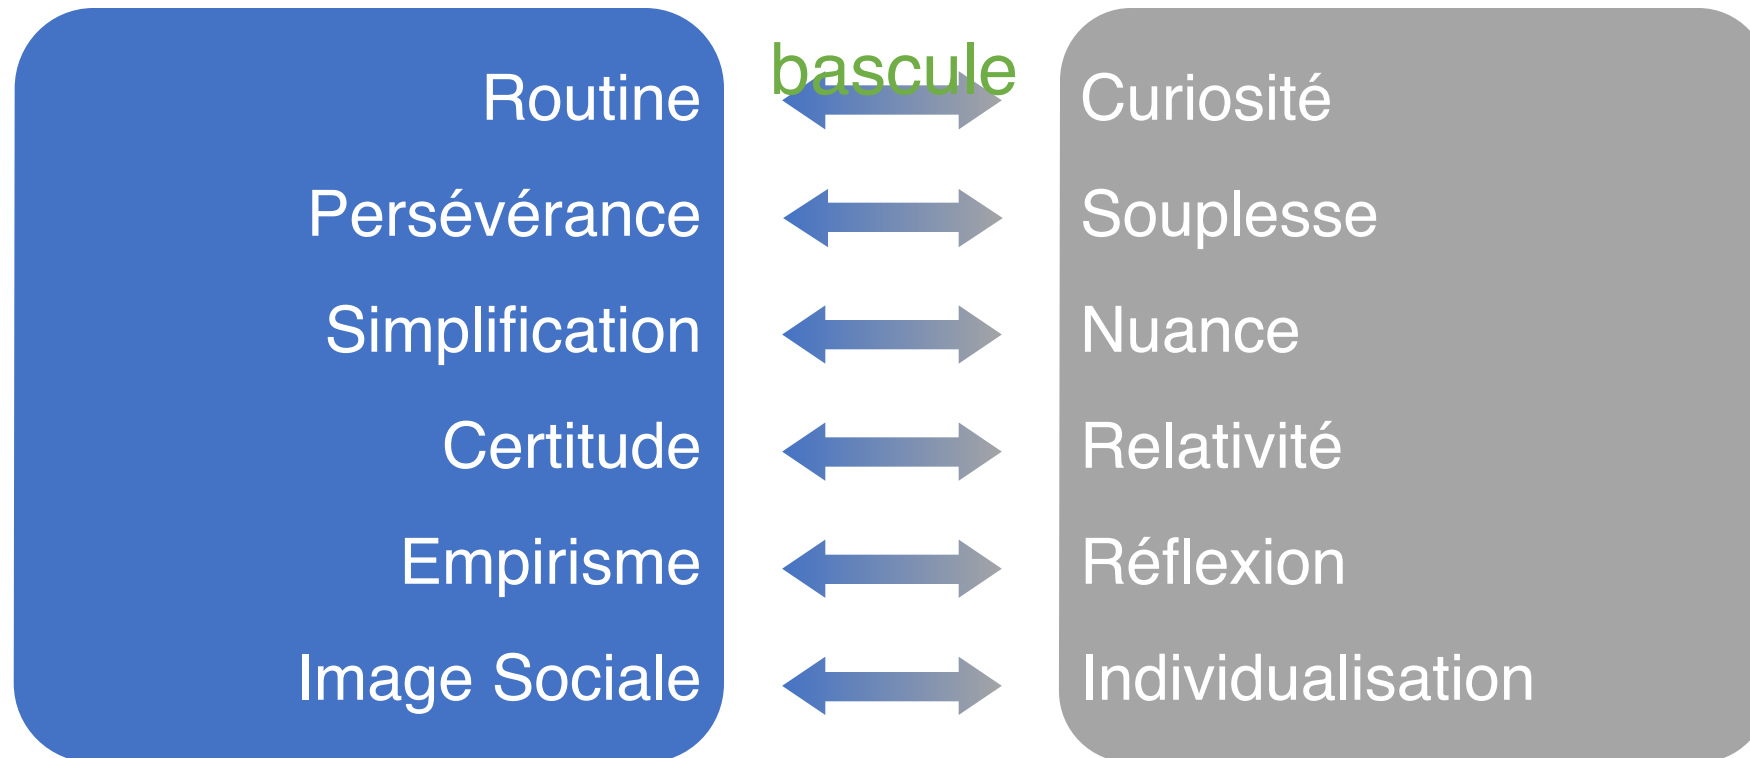 bascule
Routine Curiosité
Persévérance Souplesse
Simplification Nuance
Certitude Relativité
Empirisme Réflexion
Image Sociale Individualisation